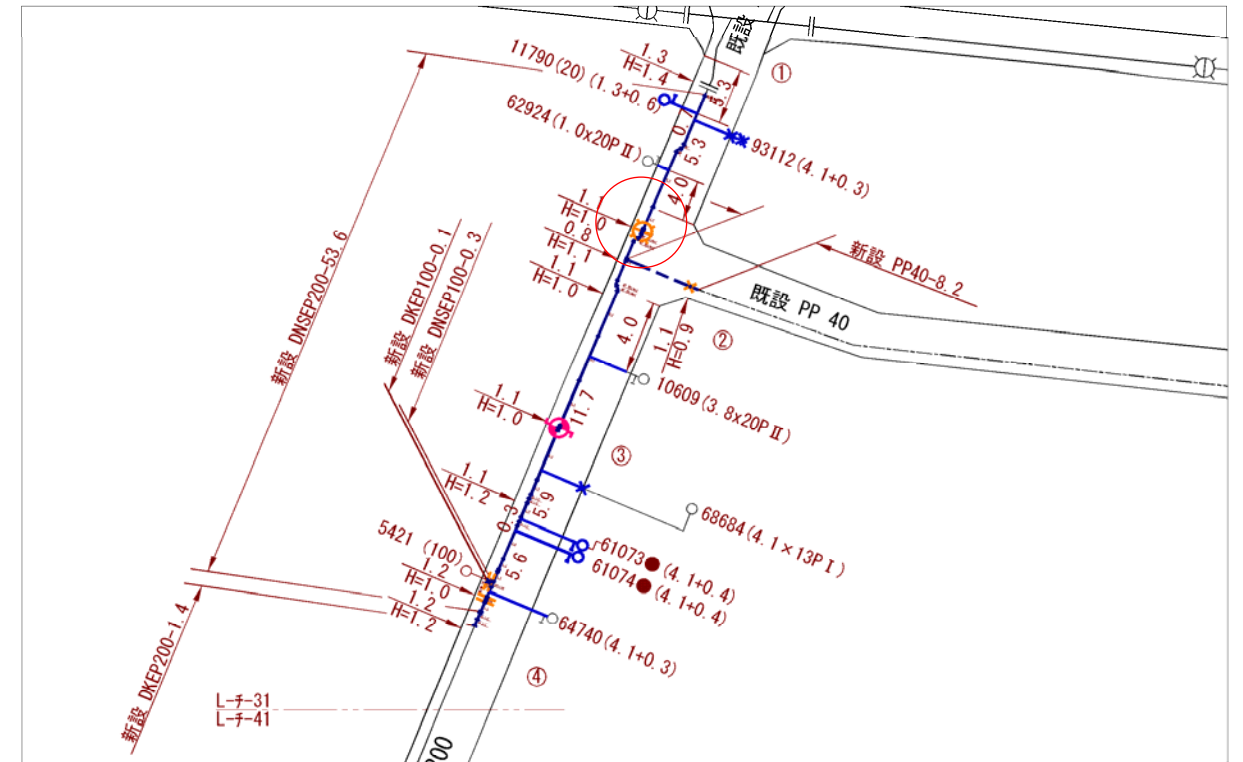 既設
①
1.3
H=1.4
11790(20)(1.3+0.6)
5.3
62924(1.0x20PⅡ)
0.7
5.3
93112(4.1+0.3)
4.0
1.1
H=1.0
0.8
H=1.1
1.1
H=1.0
新設 PP40-8.2
既設 PP 40
新設 DNSEP200-53.6
新設 DKEP100-0.1
新設 DNSEP100-0.3
4.0
1.1
H=0.9
②
10609(3.8x20PⅡ)
1.1
H=1.0
11.7
③
1.1
H=1.2
5.9
0.3
68684(4.1×13PⅠ)
5421 (100)
5.6
61073●(4.1+0.4)
61074●(4.1+0.4)
1.2
H=1.0
1.2
H=1.2
64740(4.1+0.3)
新設 DKEP200-1.4
④
L-チ-31
L-チ-41